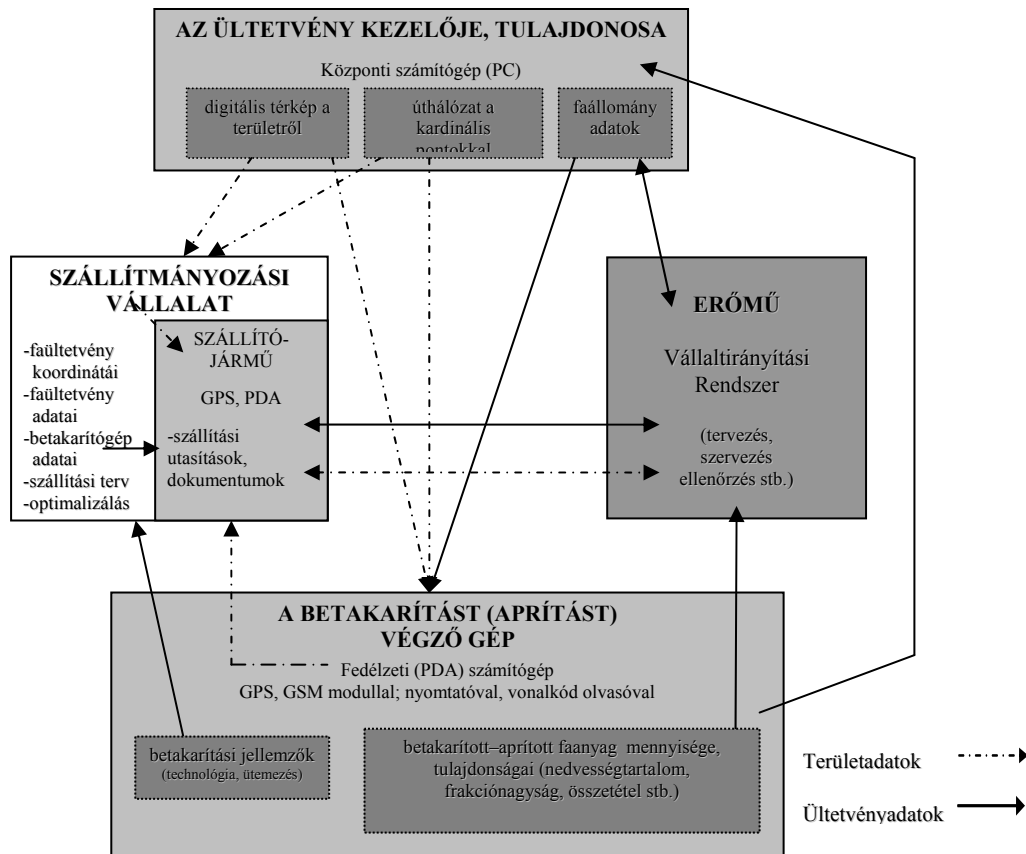 AZ ÜLTETVÉNY KEZELŐJE, TULAJDONOSA
Központi számítógép (PC)
digitális térkép a
területről
úthálózat a
kardinális
pontokkal
faállomány
adatok
SZÁLLÍTMÁNYOZÁSI
VÁLLALAT
-faültetvény
koordinátái
-faültetvény
adatai
-betakarítógép
adatai
-szállítási terv
-optimalizálás
SZÁLLÍTÓ-
JÁRMŰ
GPS, PDA
-szállítási
utasítások,
dokumentumok
ERŐMŰ
Vállaltirányítási
Rendszer
(tervezés,
szervezés
ellenőrzés stb.)
A BETAKARÍTÁST (APRÍTÁST)
VÉGZŐ GÉP
Fedélzeti (PDA) számítógép
GPS, GSM modullal; nyomtatóval, vonalkód olvasóval
betakarítási jellemzők
(technológia, ütemezés)
betakarított–aprított faanyag mennyisége,
tulajdonságai (nedvességtartalom,
frakciónagyság, összetétel stb.)
Területadatok
Ültetvényadatok